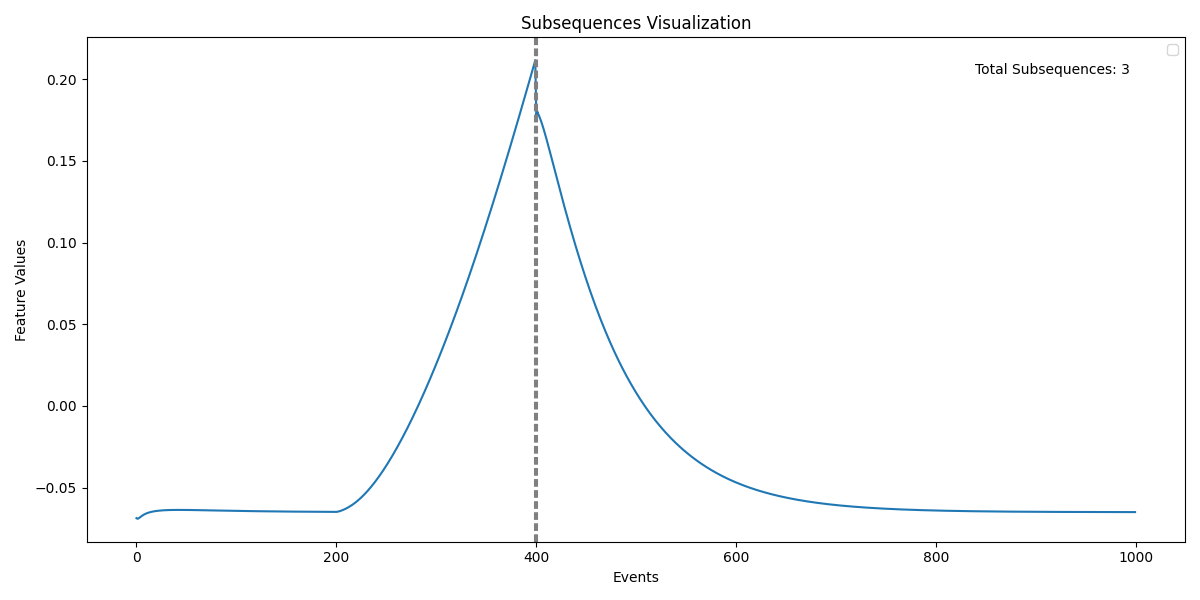 Subsequences Visualization
Total Subsequences: 3
0.20
0.15
0.10
0.05
0.00
−0.05
Feature Values
0 200 400 600 800 1000
Events